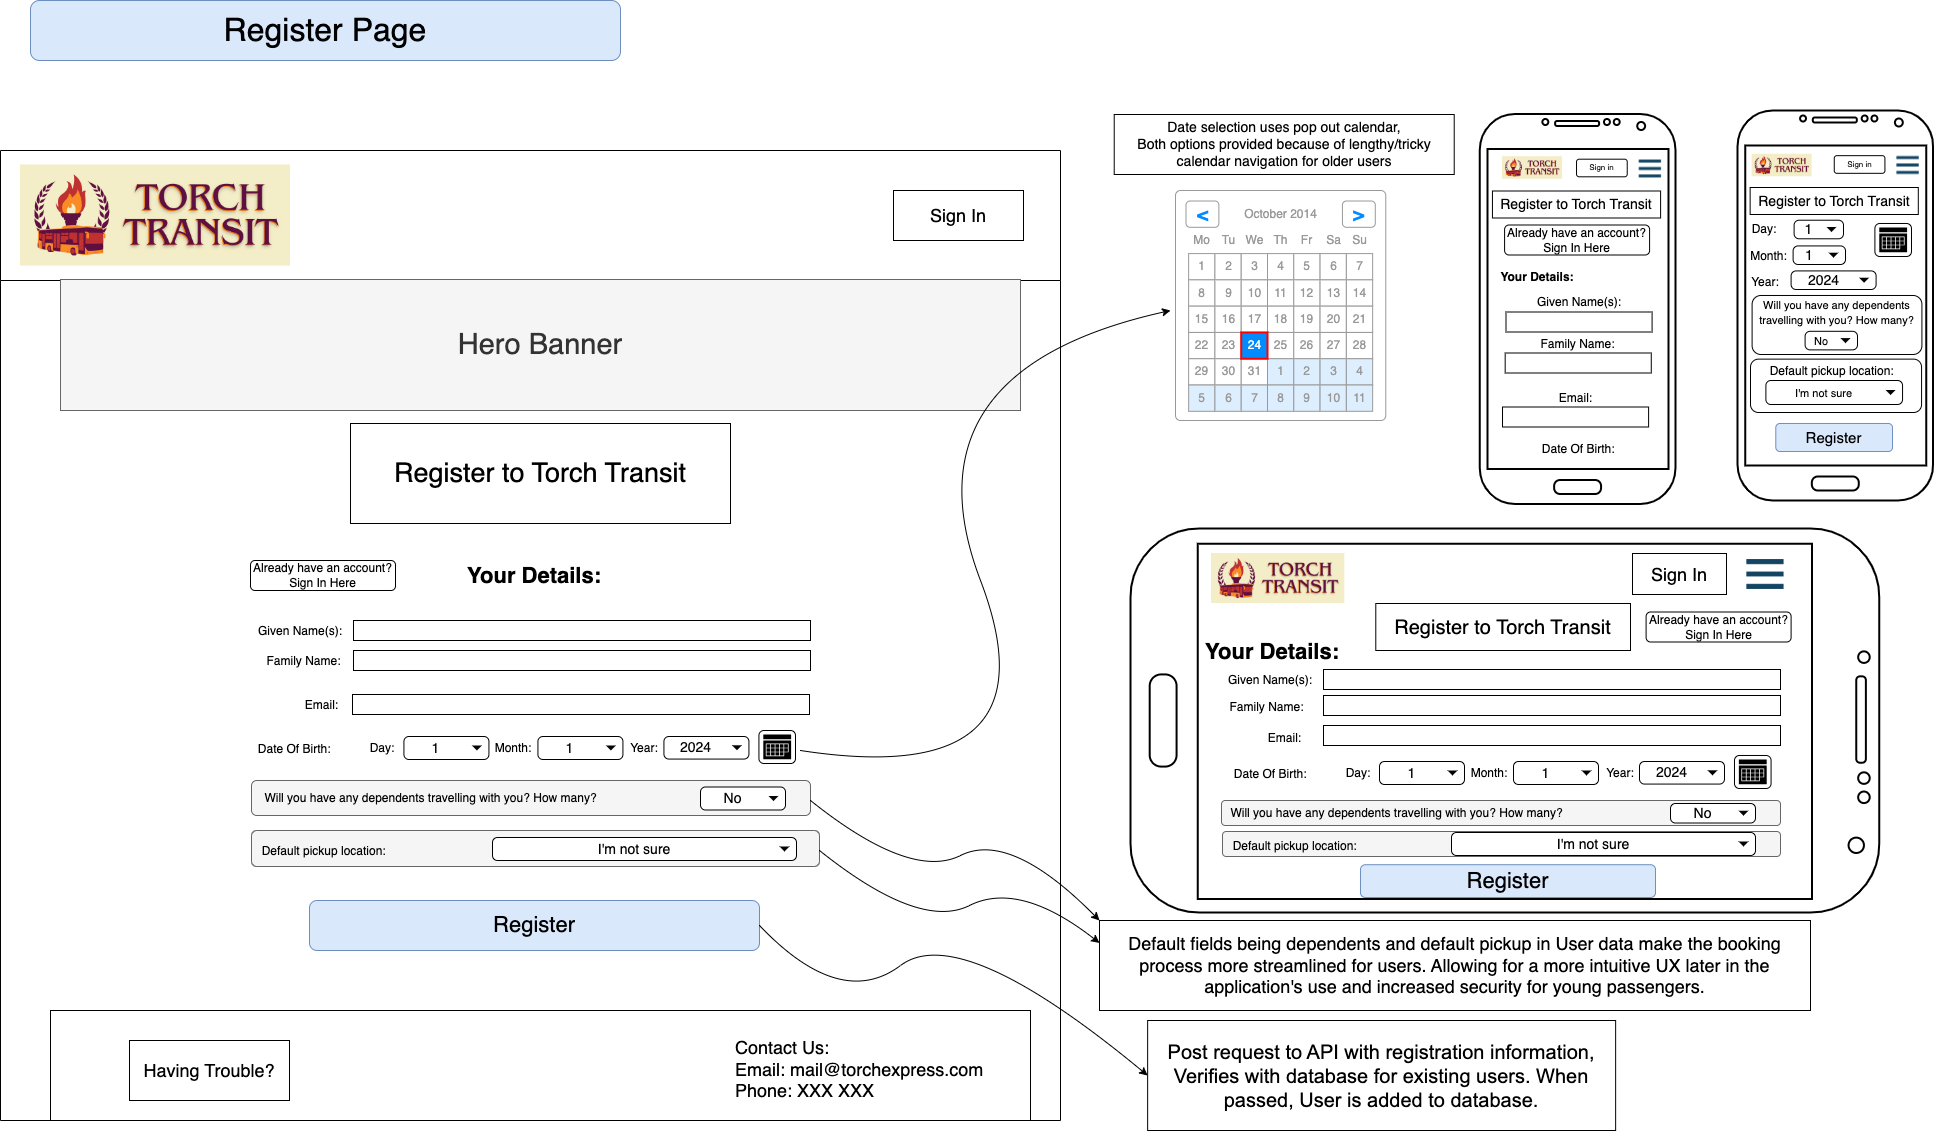 Register Page
TORCH
TRANSIT
Sign In
Hero Banner
Register to Torch Transit
Already have an account?
Sign In Here
Your Details:
Given Name(s):
Family Name:
Email:
Date Of Birth: Day: 1 Month: 1 Year: 2024
Will you have any dependents travelling with you? How many? No
Default pickup location: I'm not sure
Register
Having Trouble?
Contact Us:
Email: mail@torchexpress.com
Phone: XXX XXX
Date selection uses pop out calendar,
Both options provided because of lengthy/tricky
calendar navigation for older users
< October 2014 >
Mo Tu We Th Fr Sa Su
1 2 3 4 5 6 7
8 9 10 11 12 13 14
15 16 17 18 19 20 21
22 23 24 25 26 27 28
29 30 31 1 2 3 4
5 6 7 8 9 10 11
TORCH
TRANSIT
Sign in
Register to Torch Transit
Already have an account?
Sign In Here
Your Details:
Given Name(s):
Family Name:
Email:
Date Of Birth:
TORCH
TRANSIT
Sign in
Register to Torch Transit
Day: 1
Month: 1
Year: 2024
Will you have any dependents
travelling with you? How many?
No
Default pickup location:
I'm not sure
Register
TORCH
TRANSIT
Sign In
Register to Torch Transit
Already have an account?
Sign In Here
Your Details:
Given Name(s):
Family Name:
Email:
Date Of Birth: Day: 1 Month: 1 Year: 2024
Will you have any dependents travelling with you? How many? No
Default pickup location: I'm not sure
Register
Default fields being dependents and default pickup in User data make the booking
process more streamlined for users. Allowing for a more intuitive UX later in the
application's use and increased security for young passengers.
Post request to API with registration information,
Verifies with database for existing users. When
passed, User is added to database.